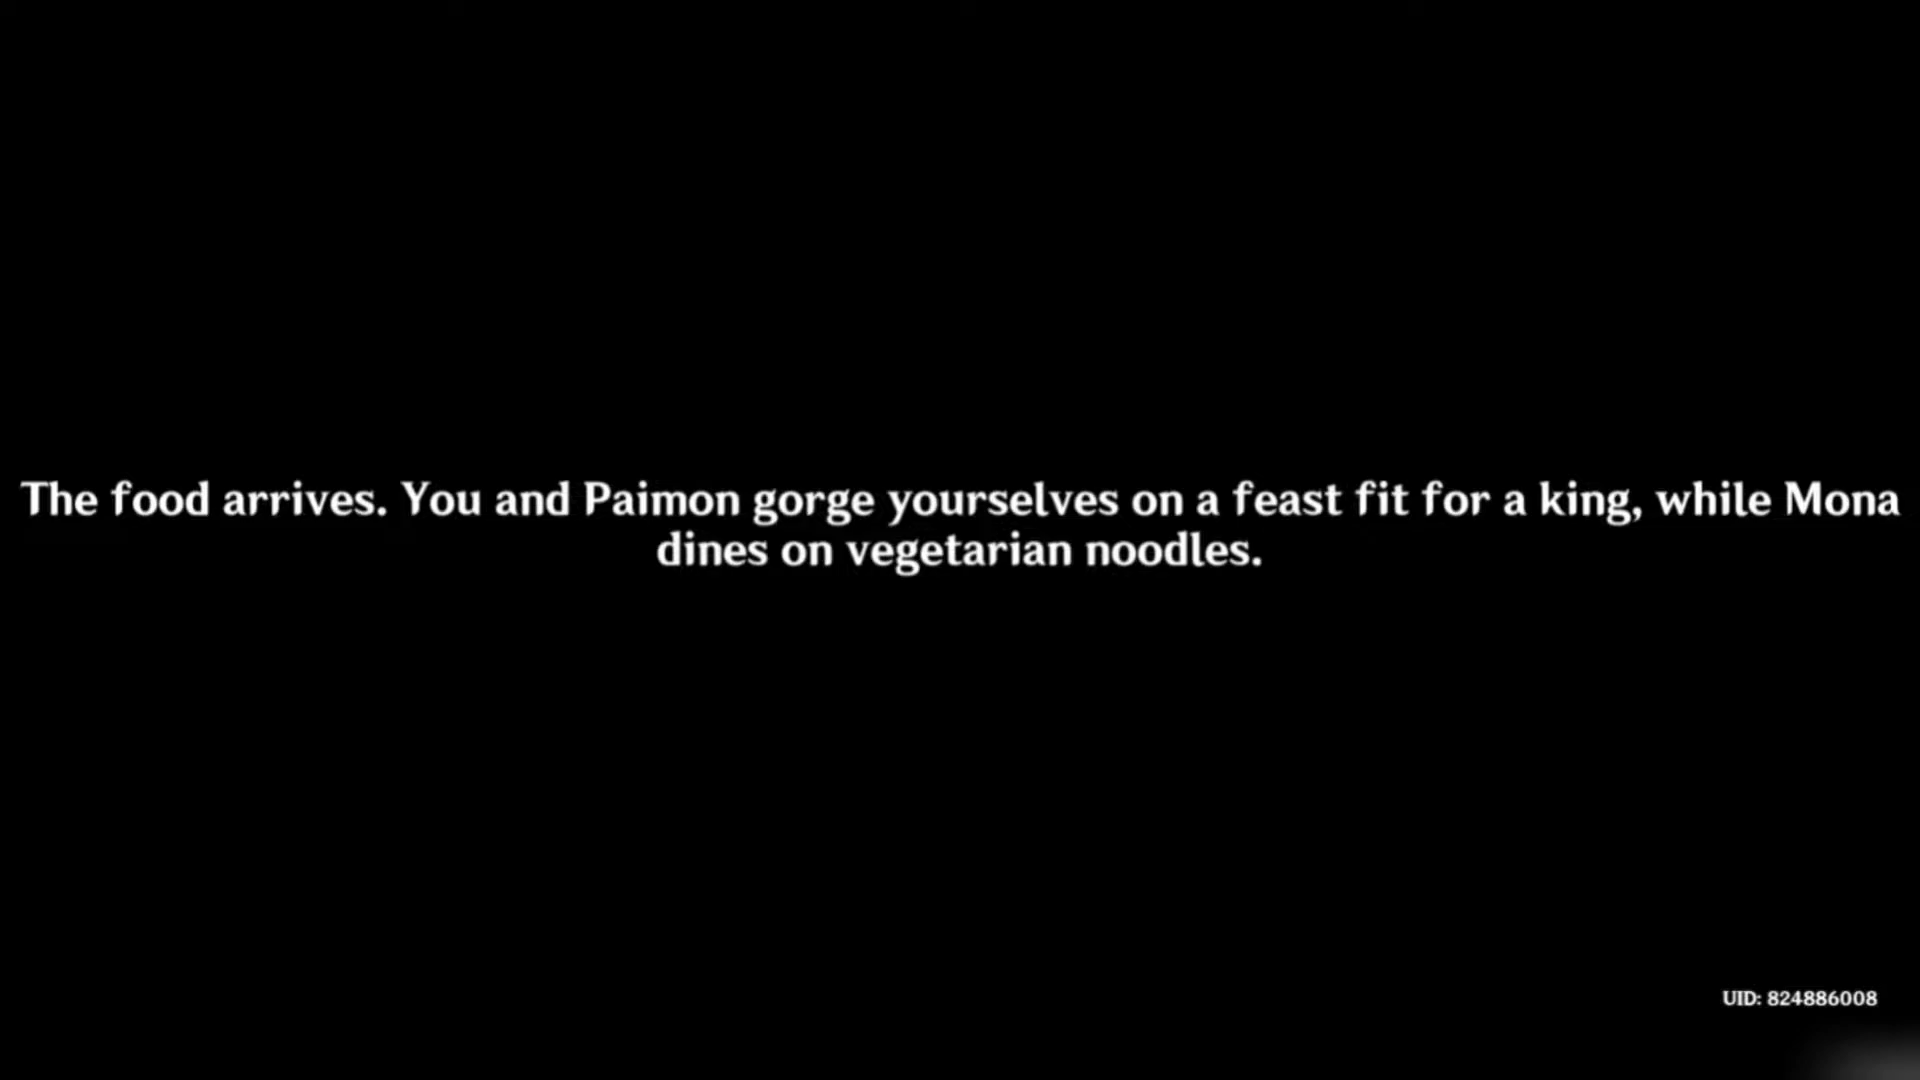 The food arrives. You and Paimon gorge yourselves on a feast fit for a king, while Mona
dines on vegetarian noodles.
UID: 824886008